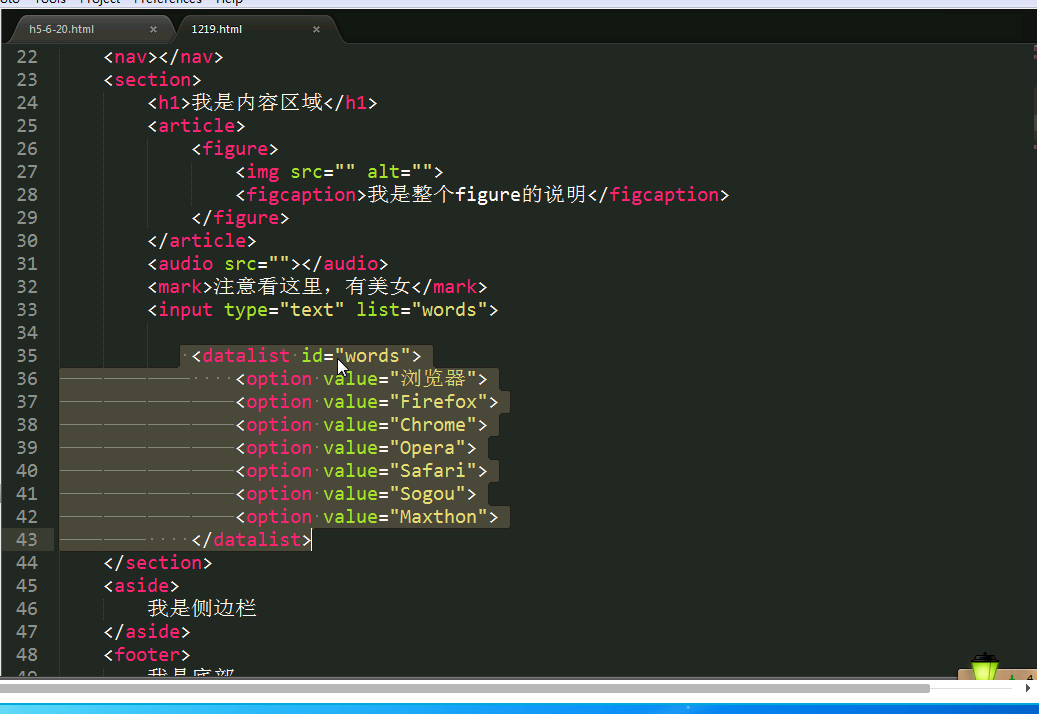 Tools Project Preferences Help
h5-6-20.html × 1219.html ×
22 <nav></nav>
23 <section>
24 <h1>我是内容区域</h1>
25 <article>
26 <figure>
27 <img src="" alt="">
28 <figcaption>我是整个figure的说明</figcaption>
29 </figure>
30 </article>
31 <audio src=""></audio>
32 <mark>注意看这里，有美女</mark>
33 <input type="text" list="words">
34
35 <datalist id="words">
36 <option value="浏览器">
37 <option value="Firefox">
38 <option value="Chrome">
39 <option value="Opera">
40 <option value="Safari">
41 <option value="Sogou">
42 <option value="Maxthon">
43 </datalist>
44 </section>
45 <aside>
46 我是侧边栏
47 </aside>
48 <footer>
49 我是底部